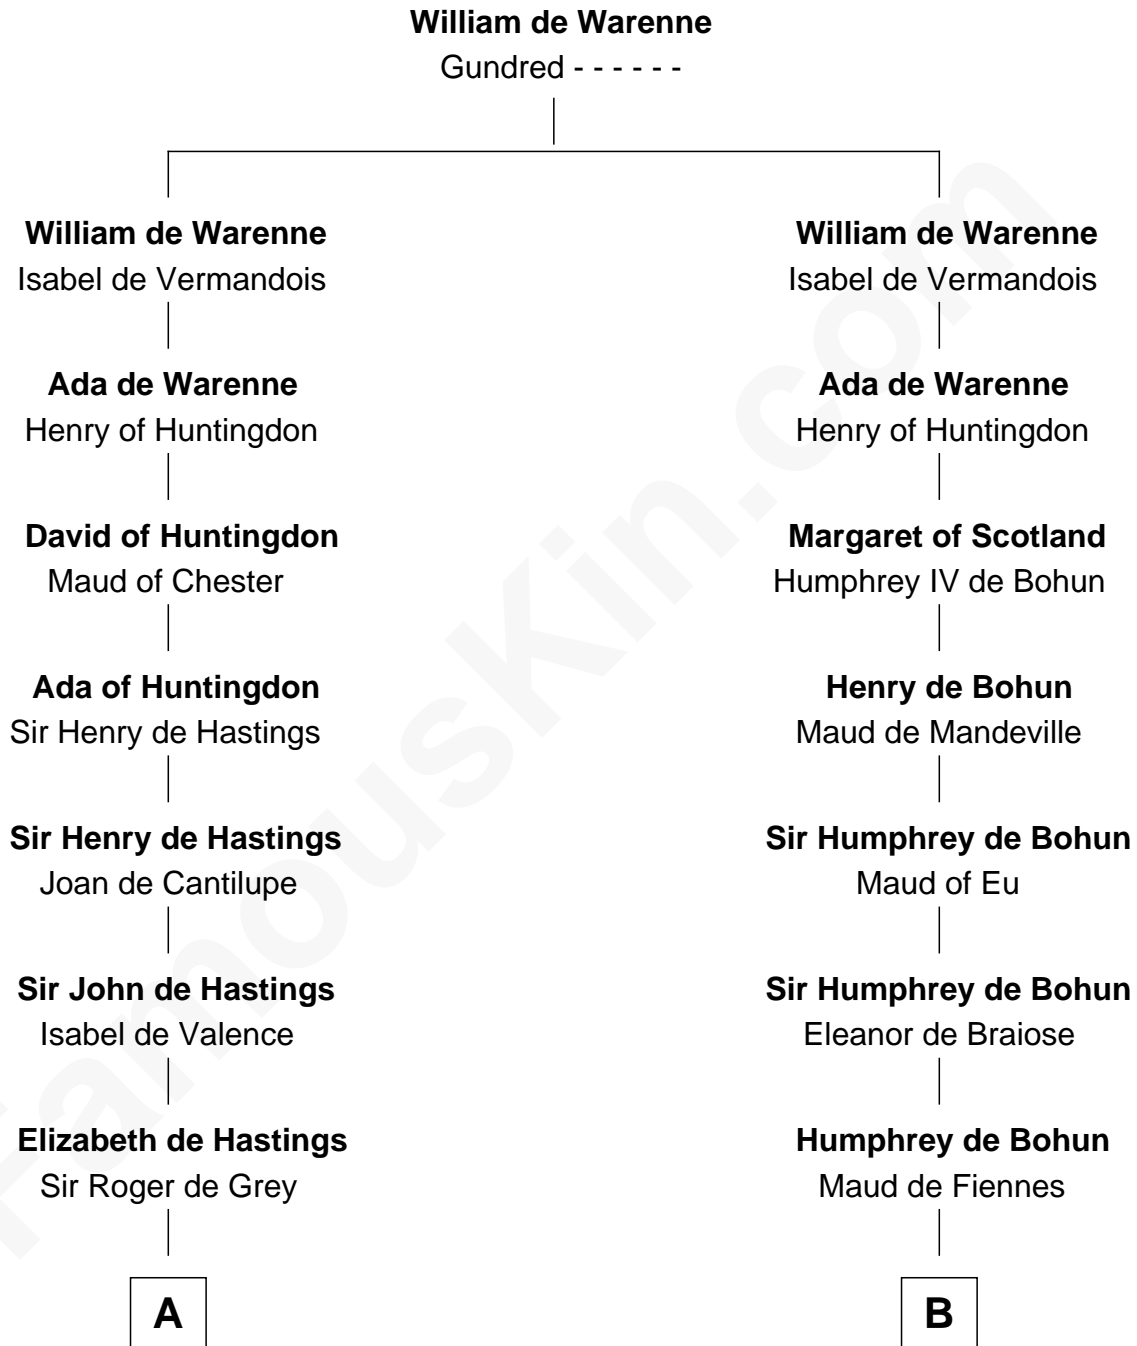 William de Warenne
Gundred - - - - - -
William de Warenne
Isabel de Vermandois
Ada de Warenne
Henry of Huntingdon
David of Huntingdon
Maud of Chester
Ada of Huntingdon
Sir Henry de Hastings
Sir Henry de Hastings
Joan de Cantilupe
Sir John de Hastings
Isabel de Valence
Elizabeth de Hastings
Sir Roger de Grey
A
William de Warenne
Isabel de Vermandois
Ada de Warenne
Henry of Huntingdon
Margaret of Scotland
Humphrey IV de Bohun
Henry de Bohun
Maud de Mandeville
Sir Humphrey de Bohun
Maud of Eu
Sir Humphrey de Bohun
Eleanor de Braiose
Humphrey de Bohun
Maud de Fiennes
B
FamousKin.com